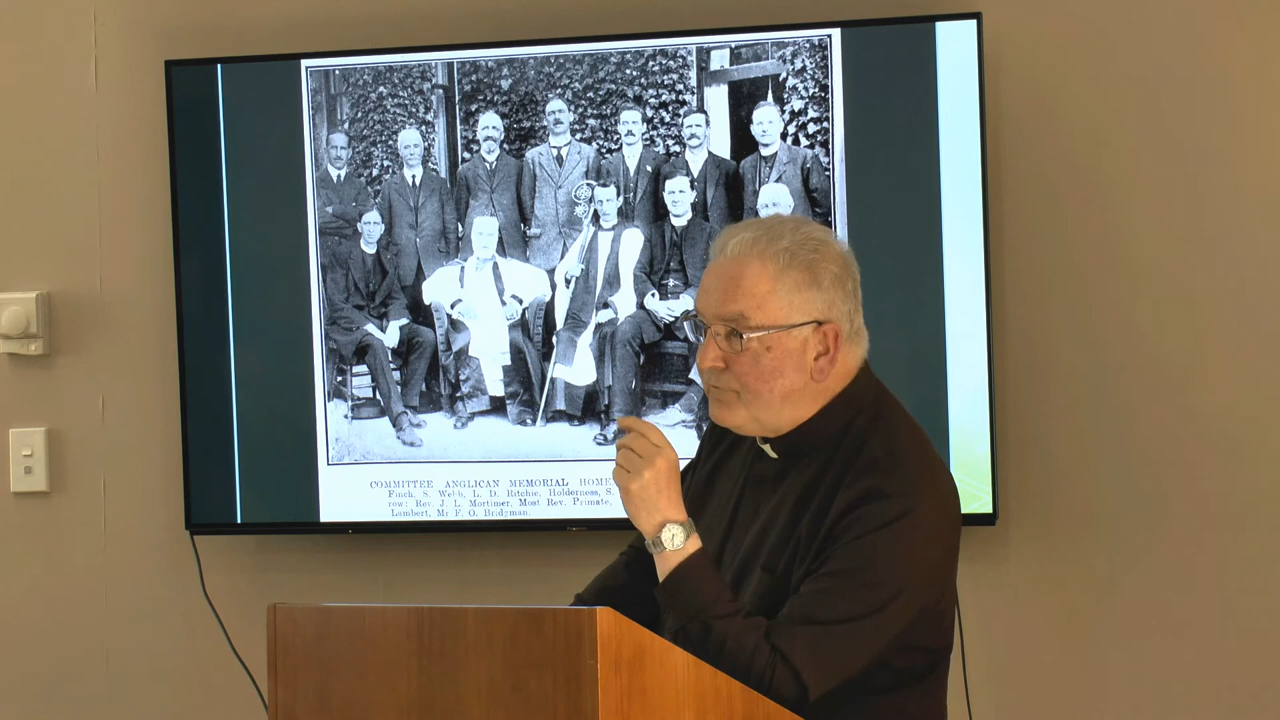 COMMITTEE ANGLICAN MEMORIAL HOME
Finch, S. Webb, L. D. Ritchie, Holderness, S.
row: Rev. J. L. Mortimer, Most Rev. Primate,
Lambert, Mr F. O. Bridgman.